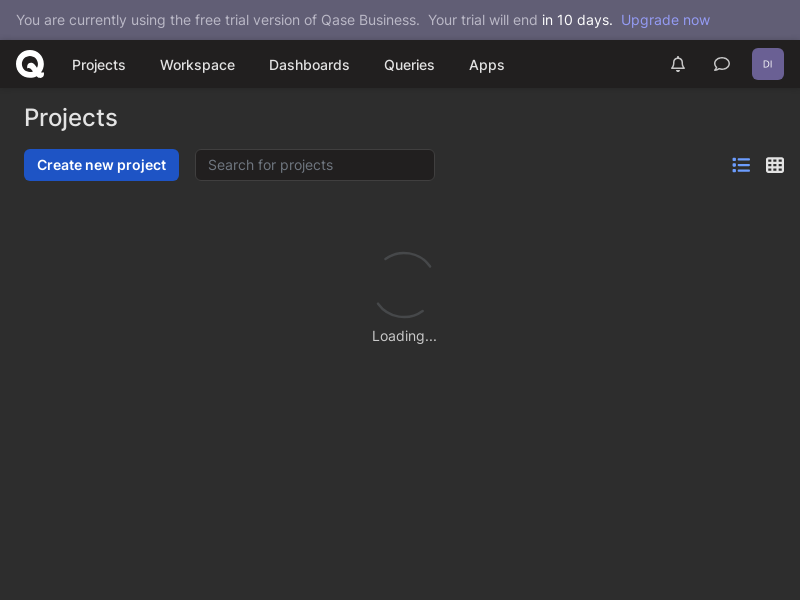 You are currently using the free trial version of Qase Business. Your trial will end in 10 days. Upgrade now
Projects Workspace Dashboards Queries Apps DI
Projects
Create new project Search for projects
Loading...